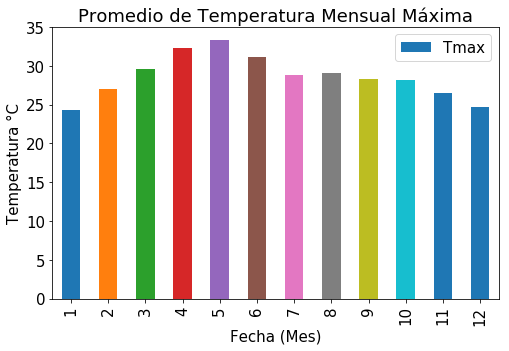 Promedio de Temperatura Mensual Máxima
Tmax
Temperatura °C
35
30
25
20
15
10
5
0
1 2 3 4 5 6 7 8 9 10 11 12
Fecha (Mes)